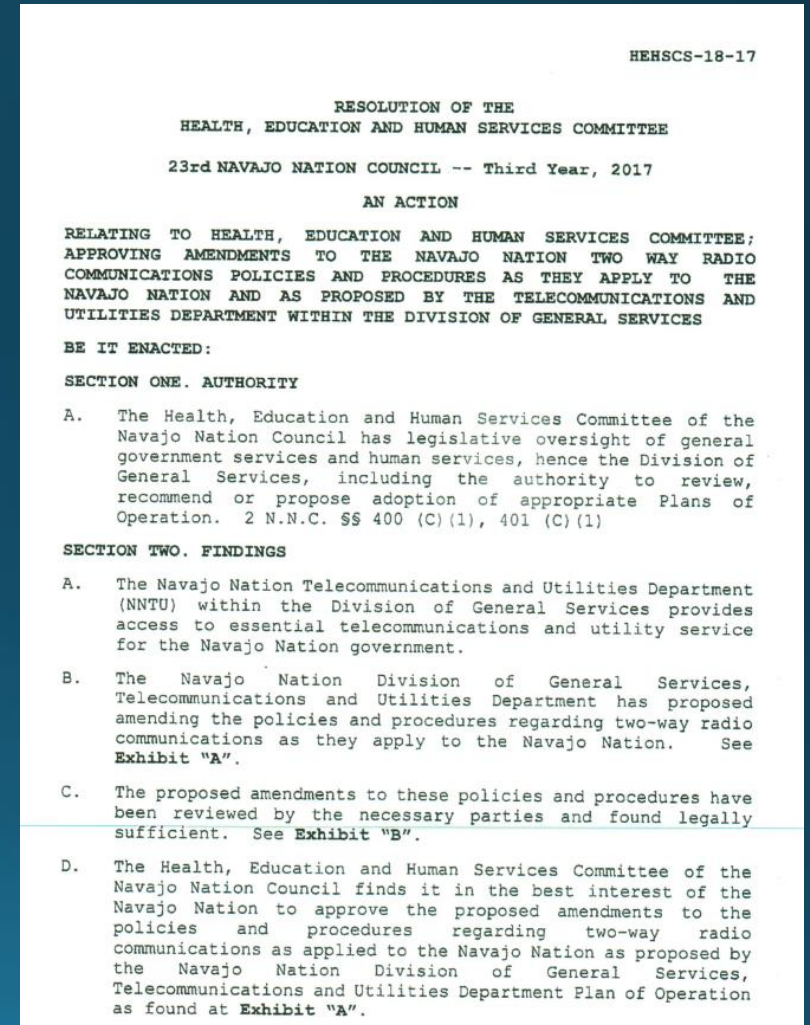 HEHSCS-18-17
RESOLUTION OF THE
HEALTH, EDUCATION AND HUMAN SERVICES COMMITTEE
23rd NAVAJO NATION COUNCIL -- Third Year, 2017
AN ACTION
RELATING TO HEALTH, EDUCATION AND HUMAN SERVICES COMMITTEE;
APPROVING AMENDMENTS TO THE NAVAJO NATION TWO WAY RADIO
COMMUNICATIONS POLICIES AND PROCEDURES AS THEY APPLY TO THE
NAVAJO NATION AND AS PROPOSED BY THE TELECOMMUNICATIONS AND
UTILITIES DEPARTMENT WITHIN THE DIVISION OF GENERAL SERVICES
BE IT ENACTED:
SECTION ONE. AUTHORITY
A. The Health, Education and Human Services Committee of the
Navajo Nation Council has legislative oversight of general
government services and human services, hence the Division of
General Services, including the authority to review,
recommend or propose adoption of appropriate Plans of
Operation. 2 N.N.C. §§ 400 (C)(1), 401 (C)(1)
SECTION TWO. FINDINGS
A. The Navajo Nation Telecommunications and Utilities Department
(NNTU) within the Division of General Services provides
access to essential telecommunications and utility service
for the Navajo Nation government.
B. The Navajo Nation Division of General Services,
Telecommunications and Utilities Department has proposed
amending the policies and procedures regarding two-way radio
communications as they apply to the Navajo Nation. See
Exhibit "A".
C. The proposed amendments to these policies and procedures have
been reviewed by the necessary parties and found legally
sufficient. See Exhibit "B".
D. The Health, Education and Human Services Committee of the
Navajo Nation Council finds it in the best interest of the
Navajo Nation to approve the proposed amendments to the
policies and procedures regarding two-way radio
communications as applied to the Navajo Nation as proposed by
the Navajo Nation Division of General Services,
Telecommunications and Utilities Department Plan of Operation
as found at Exhibit "A".